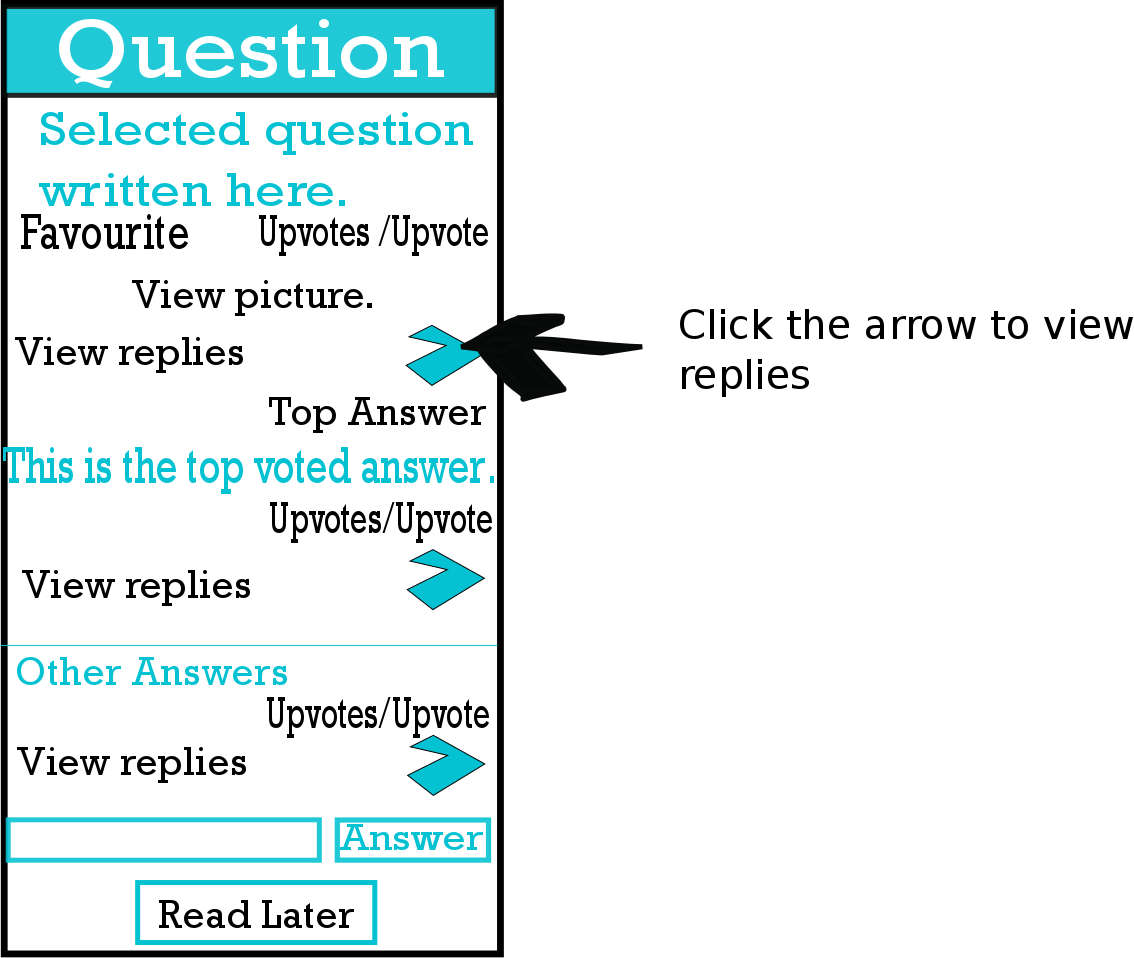 Question
Selected question
written here.
Favourite Upvotes /Upvote
View picture.
View replies
Click the arrow to view
replies
Top Answer
This is the top voted answer.
Upvotes/Upvote
View replies
Other Answers
Upvotes/Upvote
View replies
Answer
Read Later